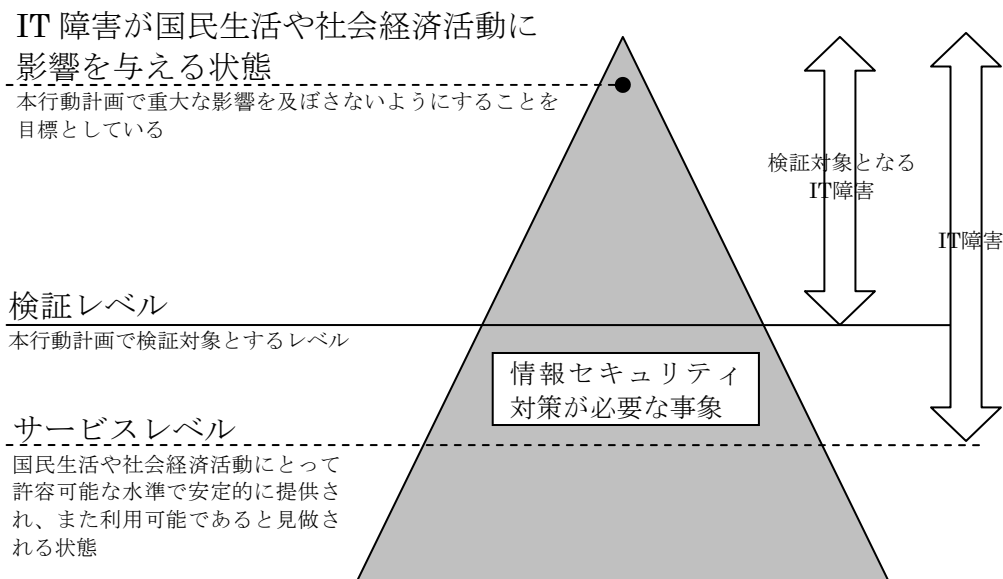 IT 障害が国民生活や社会経済活動に
影響を与える状態
本行動計画で重大な影響を及ぼさないようにすることを
目標としている
検証対象となる
IT障害
IT障害
検証レベル
本行動計画で検証対象とするレベル
情報セキュリティ
対策が必要な事象
サービスレベル
国民生活や社会経済活動にとって
許容可能な水準で安定的に提供さ
れ、また利用可能であると見做さ
れる状態